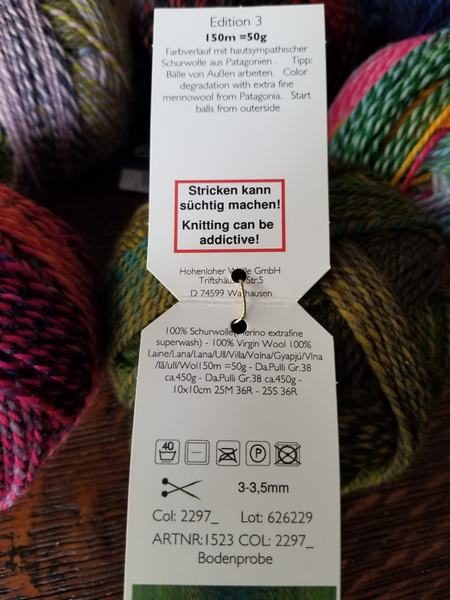 Edition 3
150m =50g
Farbverlauf mit hautsympathischer
Schurwolle aus Patagonien . Tipp:
Bälle von Außen arbeiten. Color
degradation with extra fine
merinowool from Patagonia. Start
balls from outerside
Stricken kann
süchtig machen!
Knitting can be
addictive!
Hohenloher GmbH
Str.5
D 74599
100% extrafine
superwash) - 100% Virgin Wool 100%
Laine/Lana/Lana/Ull/Villa/Volna/Gyapjú/Vlna
/lã/ull/Wol150m =50g - Da.Pulli Gr.38
ca.450g - Da.Pulli Gr.38 ca.450g -
10x10cm 25M 36R - 25S 36R
40 P
3-3,5mm
Col: 2297_ Lot: 626229
ARTNR:1523 COL: 2297_
Bodenprobe